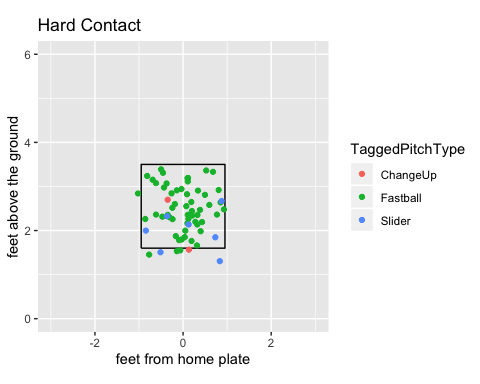 Hard Contact
6
4
2
0
feet above the ground
-2
0
2
feet from home plate
TaggedPitchType
ChangeUp
Fastball
Slider